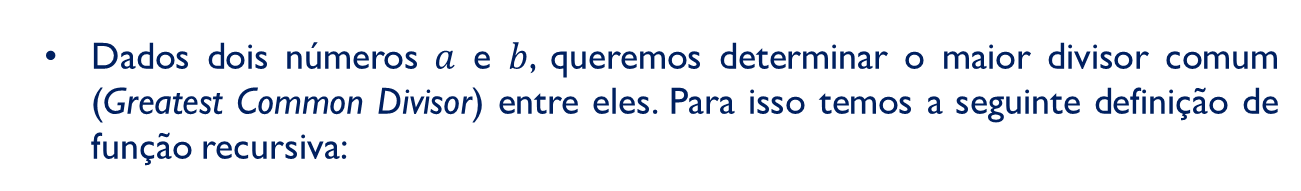 • Dados dois números a e b, queremos determinar o maior divisor comum
(Greatest Common Divisor) entre eles. Para isso temos a seguinte definição de
função recursiva: